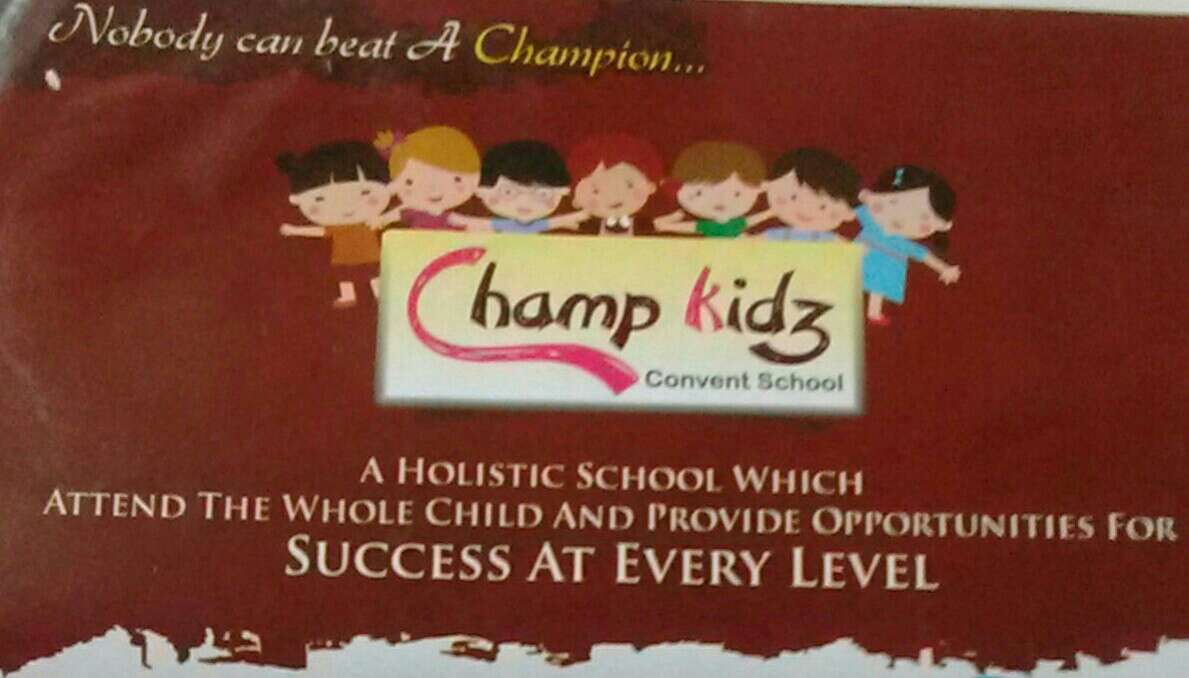 Nobody can beat A Champion...
Champ Kidz
Convent School
A HOLISTIC SCHOOL WHICH
ATTEND THE WHOLE CHILD AND PROVIDE OPPORTUNITIES FOR
SUCCESS AT EVERY LEVEL